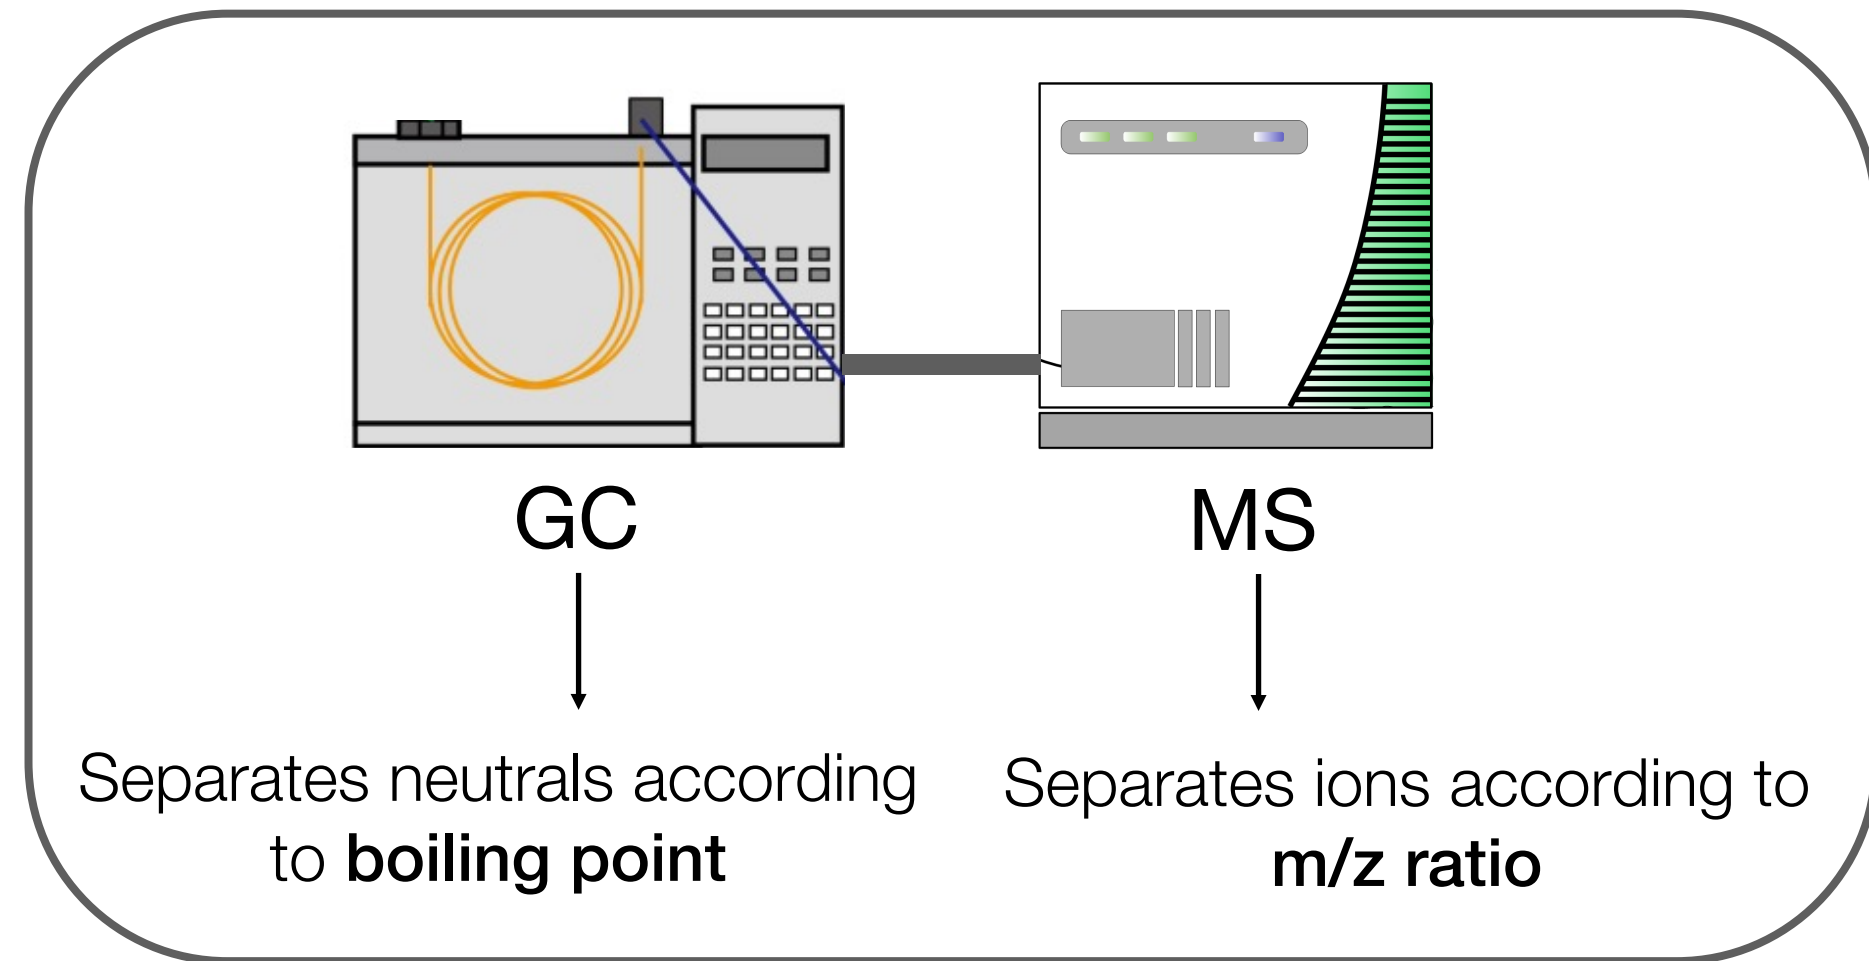 GC
MS
Separates neutrals according
to boiling point
Separates ions according to
m/z ratio